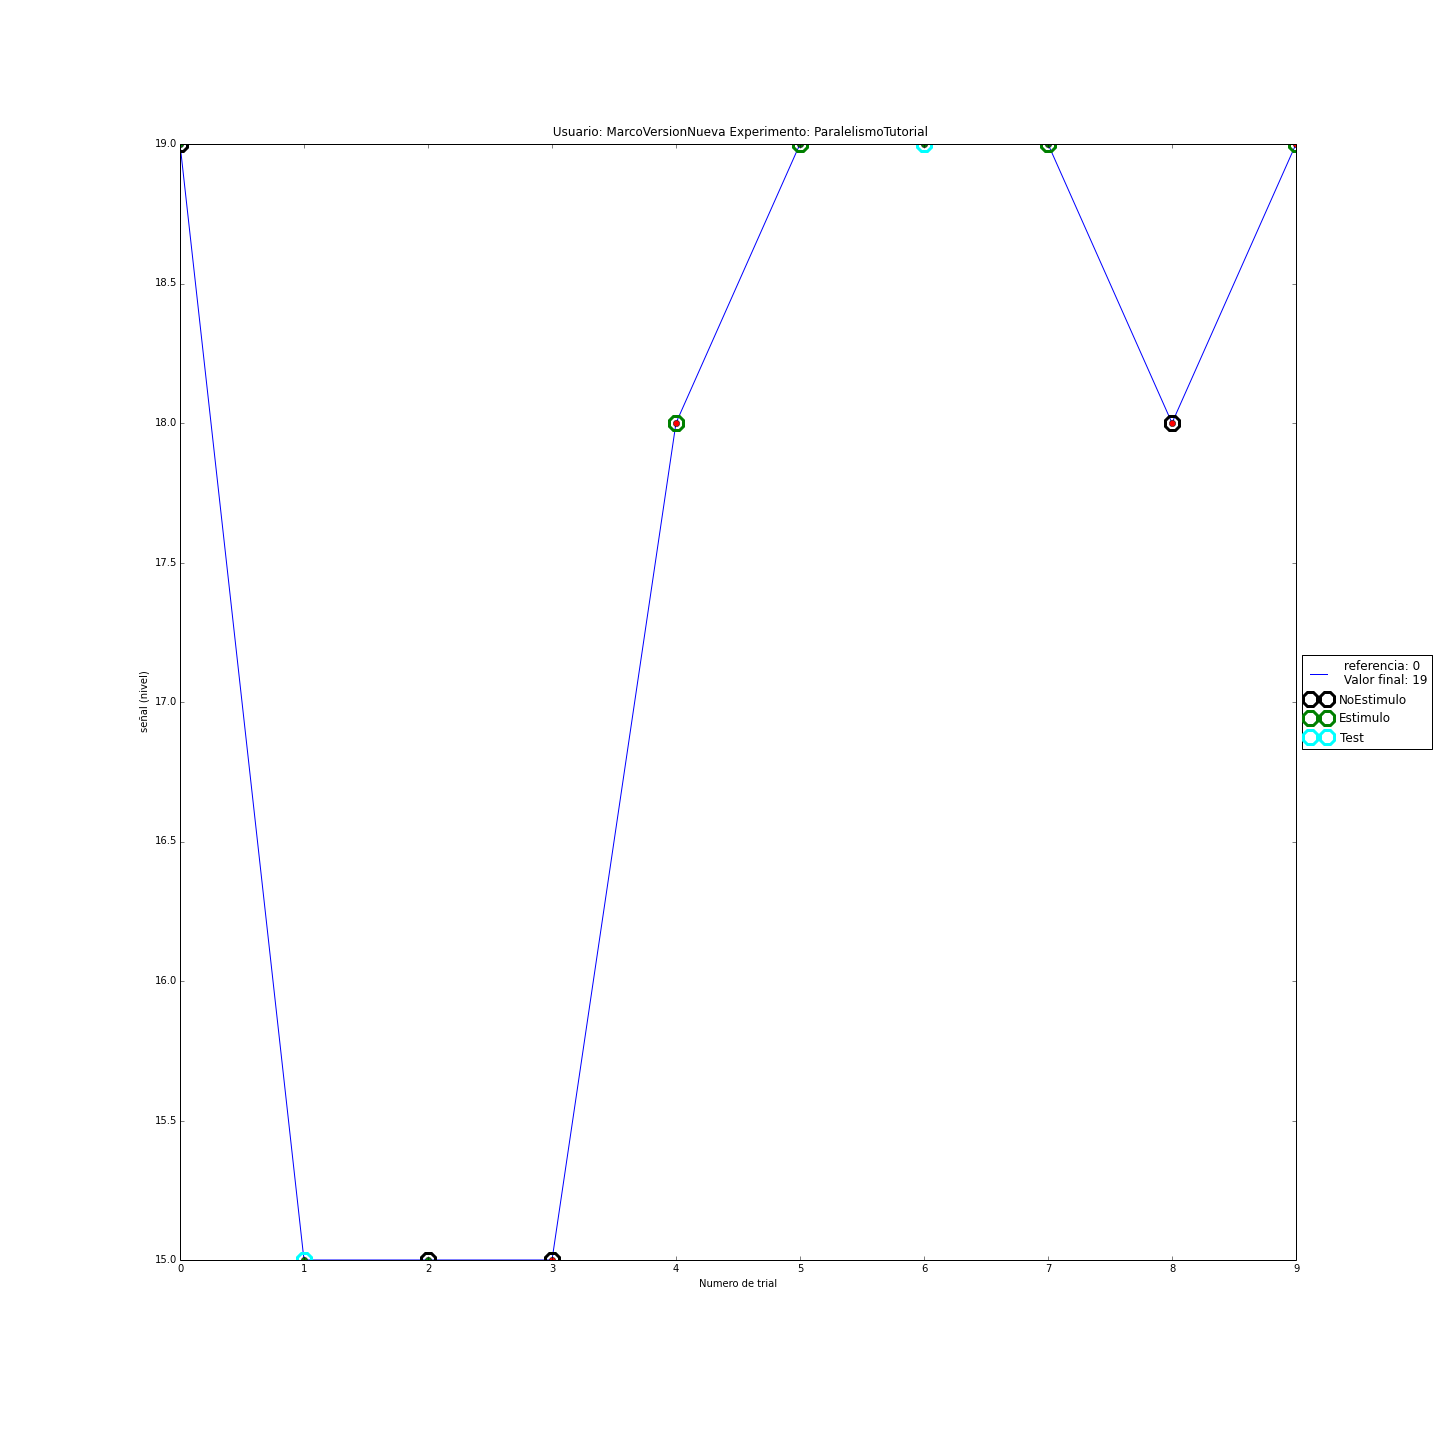 Usuario: MarcoVersionNueva Experimento: ParalelismoTutorial
19.0
18.5
18.0
17.5
17.0
16.5
16.0
15.5
15.0
señal (nivel)
0 1 2 3 4 5 6 7 8 9
Numero de trial
referencia: 0
Valor final: 19
NoEstimulo
Estimulo
Test